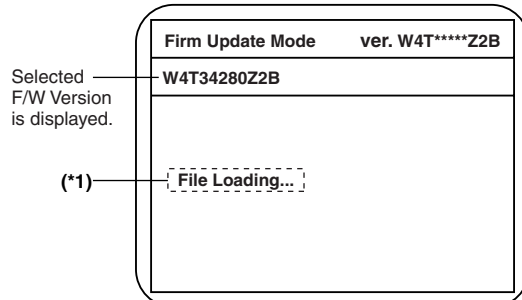 Firm Update Mode ver. W4T*****Z2B
Selected
F/W Version
is displayed.
W4T34280Z2B
(*1)
File Loading...